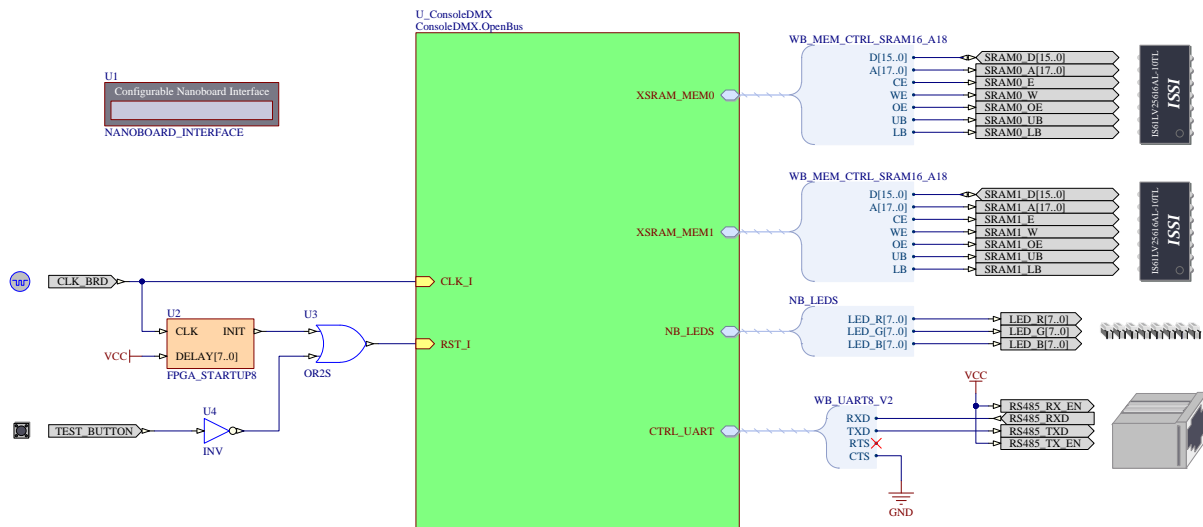 U_ConsoleDMX
ConsoleDMX.OpenBus
U1
Configurable Nanoboard Interface
NANOBOARD_INTERFACE
XSRAM_MEM0
WB_MEM_CTRL_SRAM16_A18
D[15..0]
A[17..0]
CE
WE
OE
UB
LB
SRAM0_D[15..0]
SRAM0_A[17..0]
SRAM0_E
SRAM0_W
SRAM0_OE
SRAM0_UB
SRAM0_LB
IS61LV25616AL-10TL
ISSI
XSRAM_MEM1
WB_MEM_CTRL_SRAM16_A18
D[15..0]
A[17..0]
CE
WE
OE
UB
LB
SRAM1_D[15..0]
SRAM1_A[17..0]
SRAM1_E
SRAM1_W
SRAM1_OE
SRAM1_UB
SRAM1_LB
IS61LV25616AL-10TL
ISSI
CLK_BRD
CLK_I
U2
CLK
INIT
DELAY[7..0]
FPGA_STARTUP8
VCC
U3
OR2S
RST_I
TEST_BUTTON
U4
INV
NB_LEDS
NB_LEDS
LED_R[7..0]
LED_G[7..0]
LED_B[7..0]
LED_R[7..0]
LED_G[7..0]
LED_B[7..0]
CTRL_UART
WB_UART8_V2
RXD
TXD
RTS
CTS
GND
VCC
RS485_RX_EN
RS485_RXD
RS485_TXD
RS485_TX_EN